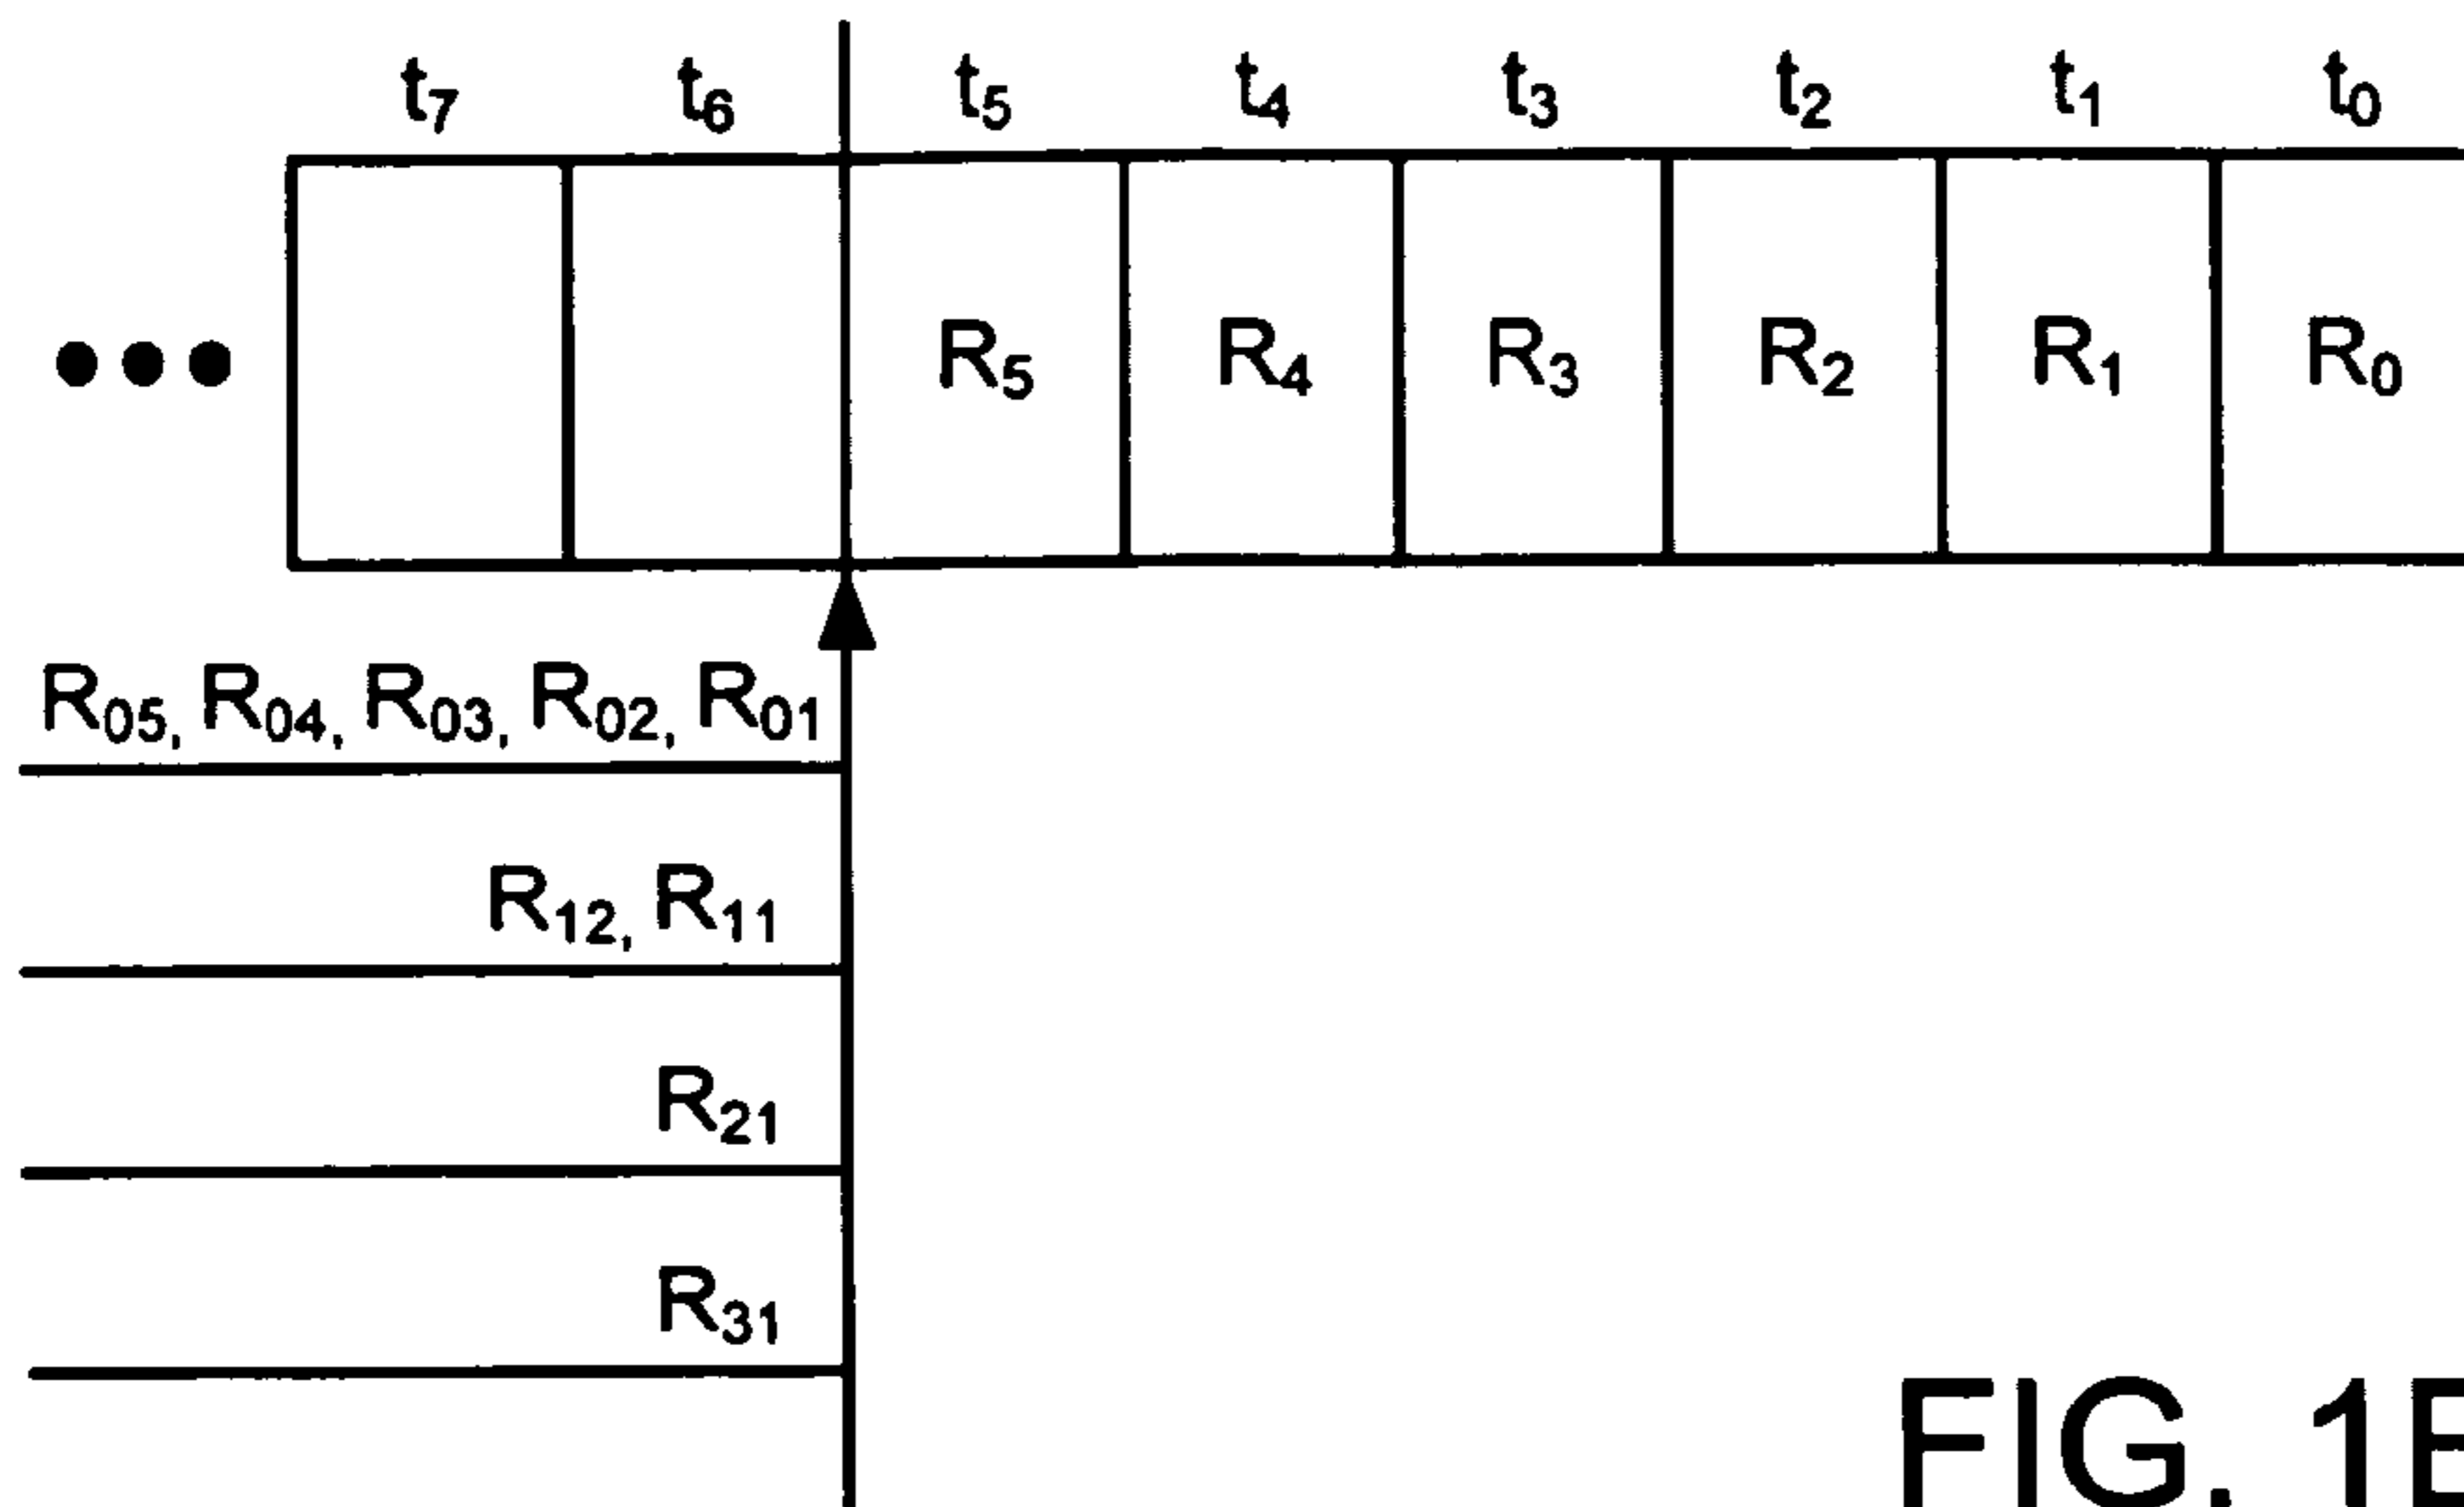 t7 t6 t5 t4 t3 t2 t1 t0
R5 R4 R3 R2 R1 R0
R05, R04, R03, R02, R01
R12, R11
R21
R31
FIG.